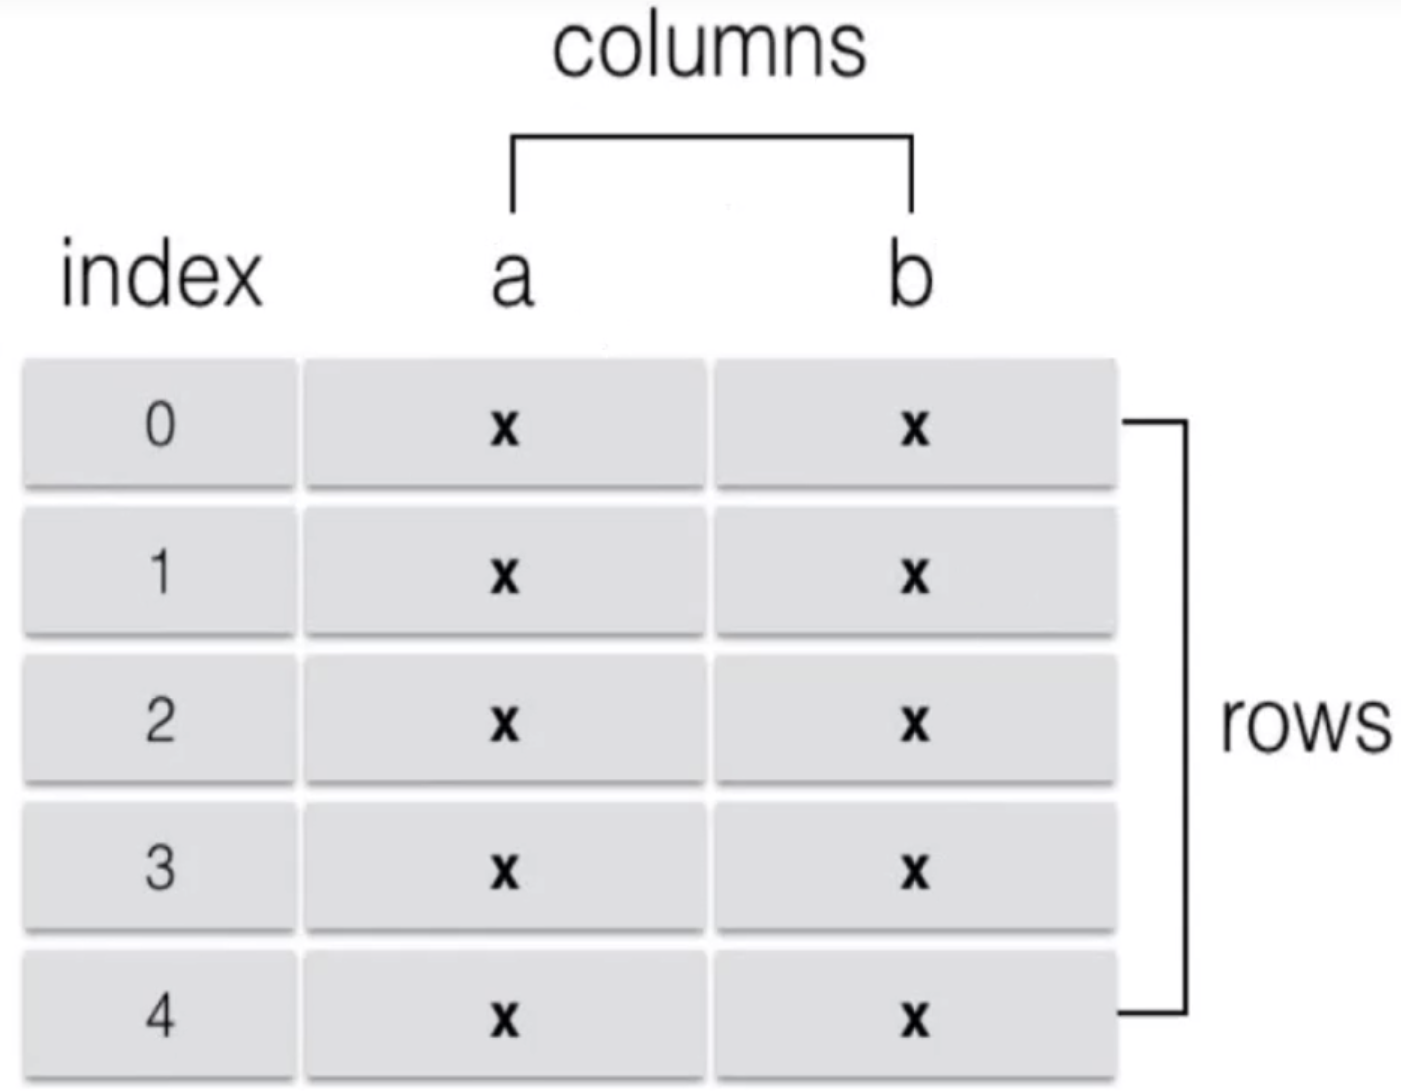 columns
index a b
0 x x
1 x x
2 x x
3 x x
4 x x
rows